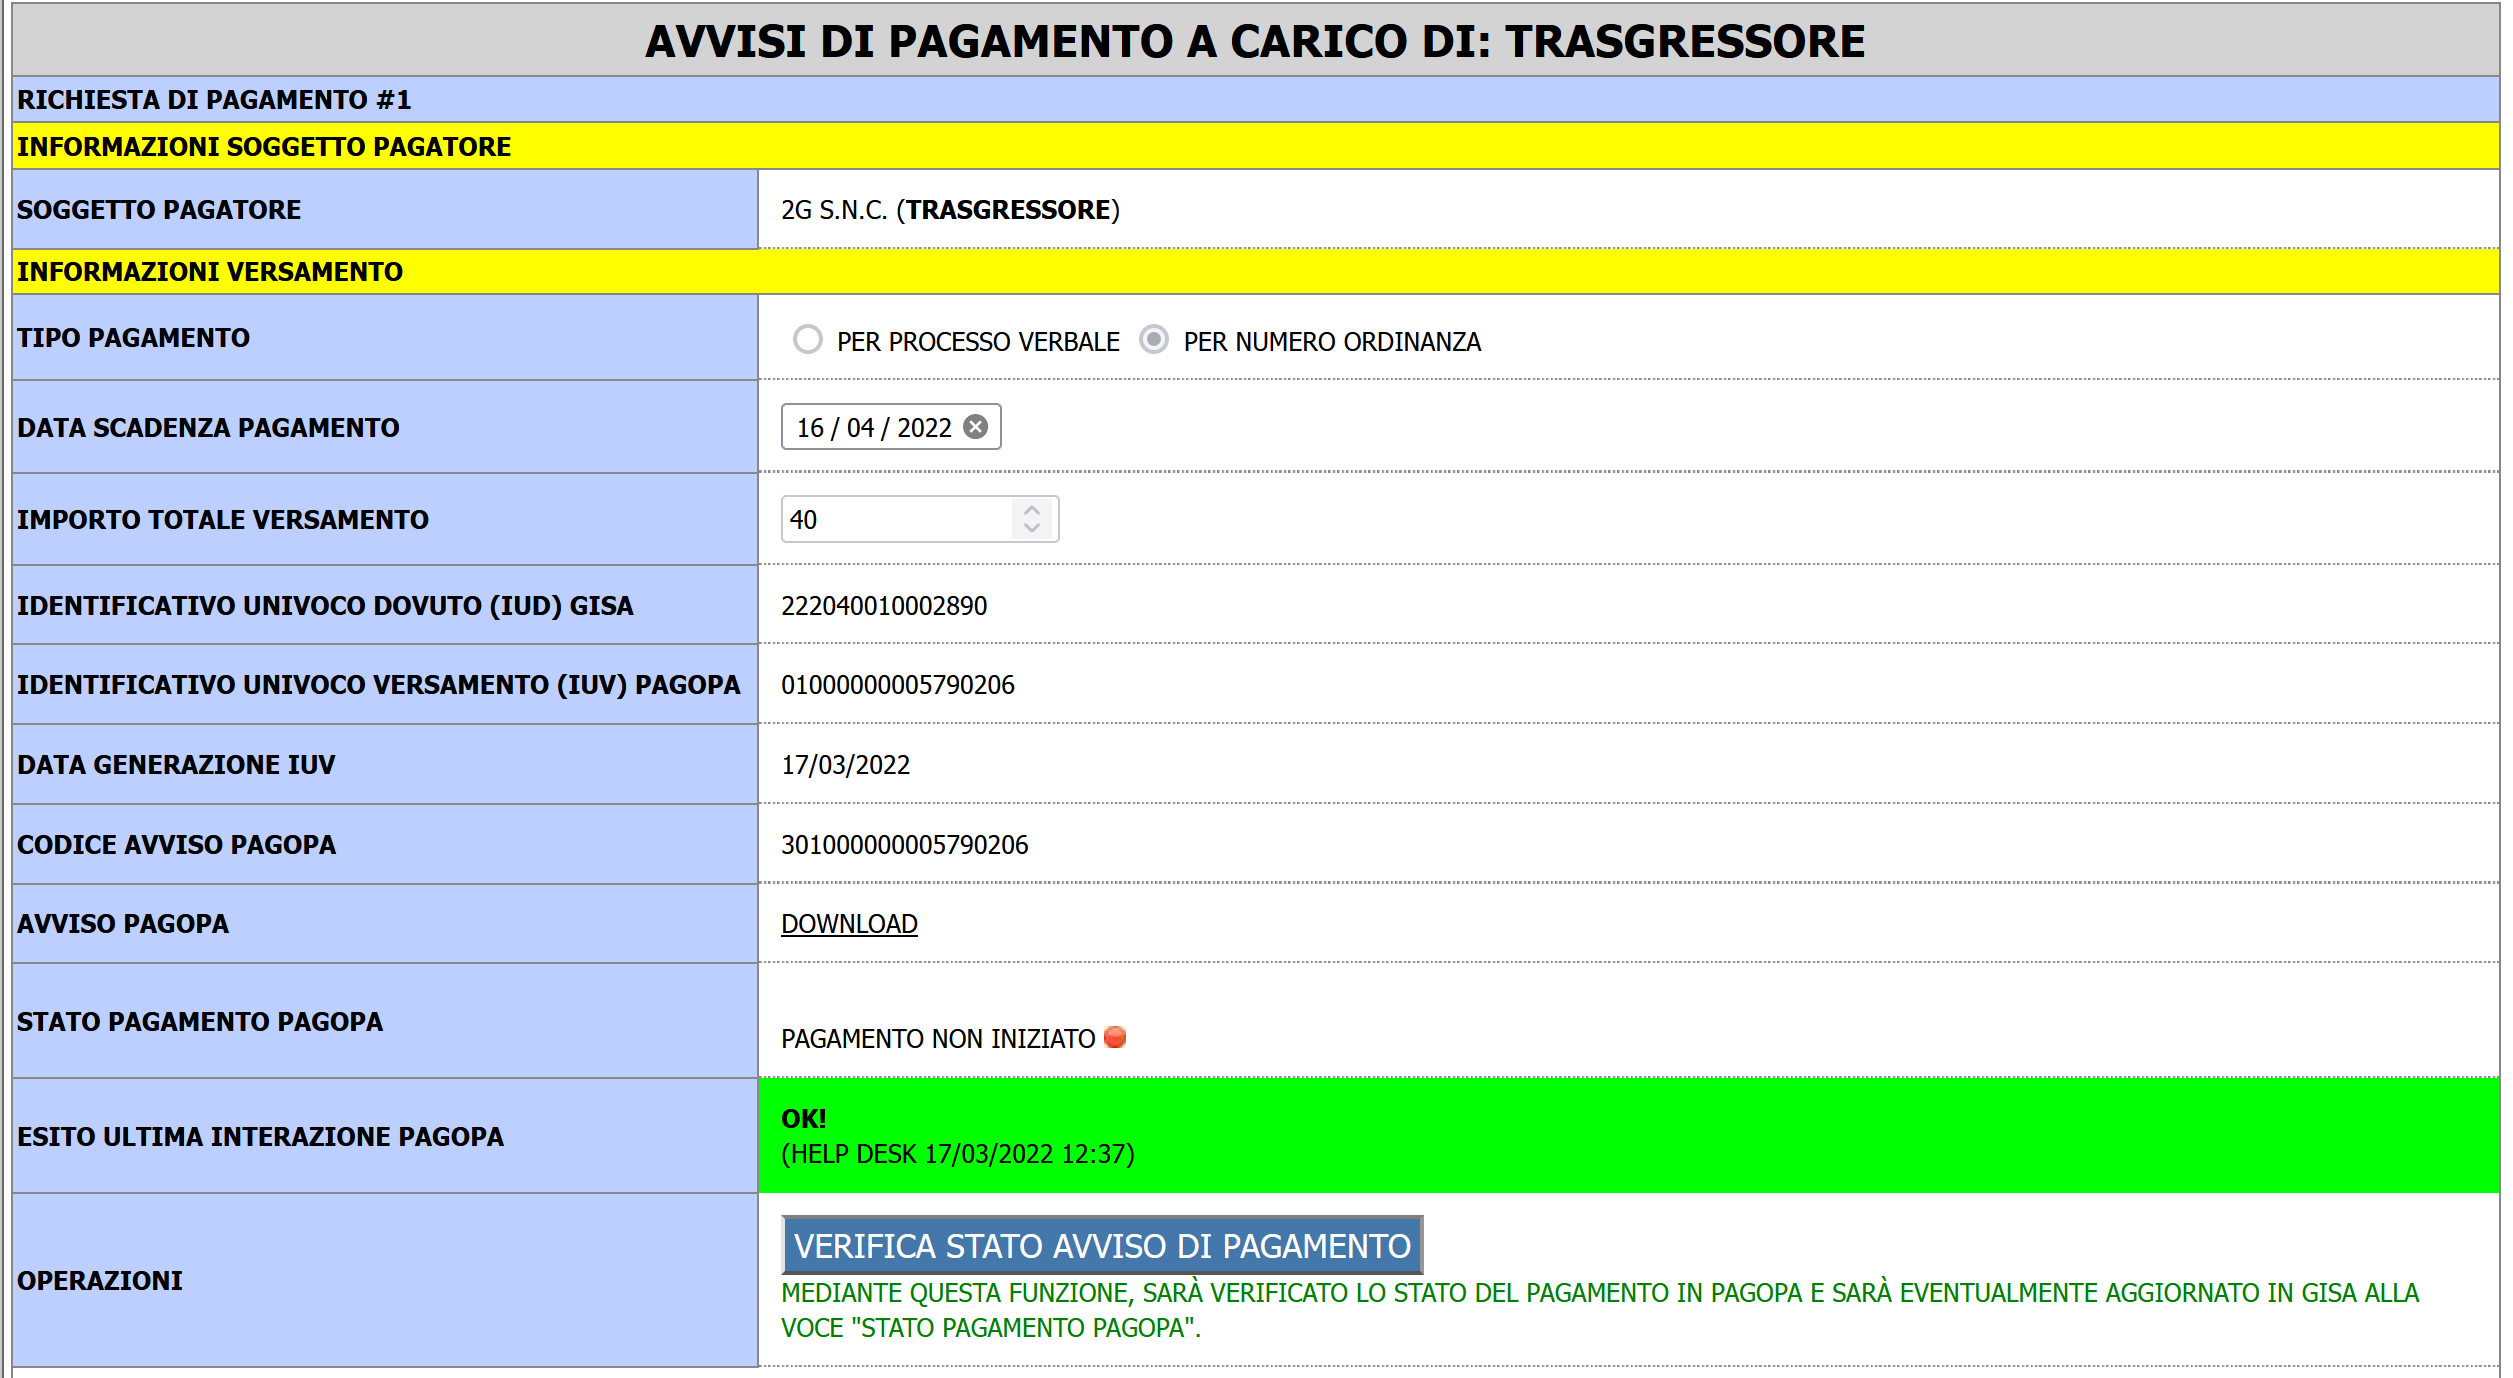 AVVISI DI PAGAMENTO A CARICO DI: TRASGRESSORE
RICHIESTA DI PAGAMENTO #1
INFORMAZIONI SOGGETTO PAGATORE
SOGGETTO PAGATORE
2G S.N.C. (TRASGRESSORE)
INFORMAZIONI VERSAMENTO
TIPO PAGAMENTO
PER PROCESSO VERBALE PER NUMERO ORDINANZA
DATA SCADENZA PAGAMENTO
16 / 04 / 2022
IMPORTO TOTALE VERSAMENTO
40
IDENTIFICATIVO UNIVOCO DOVUTO (IUD) GISA
222040010002890
IDENTIFICATIVO UNIVOCO VERSAMENTO (IUV) PAGOPA
01000000005790206
DATA GENERAZIONE IUV
17/03/2022
CODICE AVVISO PAGOPA
301000000005790206
AVVISO PAGOPA
DOWNLOAD
STATO PAGAMENTO PAGOPA
PAGAMENTO NON INIZIATO
ESITO ULTIMA INTERAZIONE PAGOPA
OK!
(HELP DESK 17/03/2022 12:37)
OPERAZIONI
VERIFICA STATO AVVISO DI PAGAMENTO
MEDIANTE QUESTA FUNZIONE, SARÀ VERIFICATO LO STATO DEL PAGAMENTO IN PAGOPA E SARÀ EVENTUALMENTE AGGIORNATO IN GISA ALLA
VOCE "STATO PAGAMENTO PAGOPA".